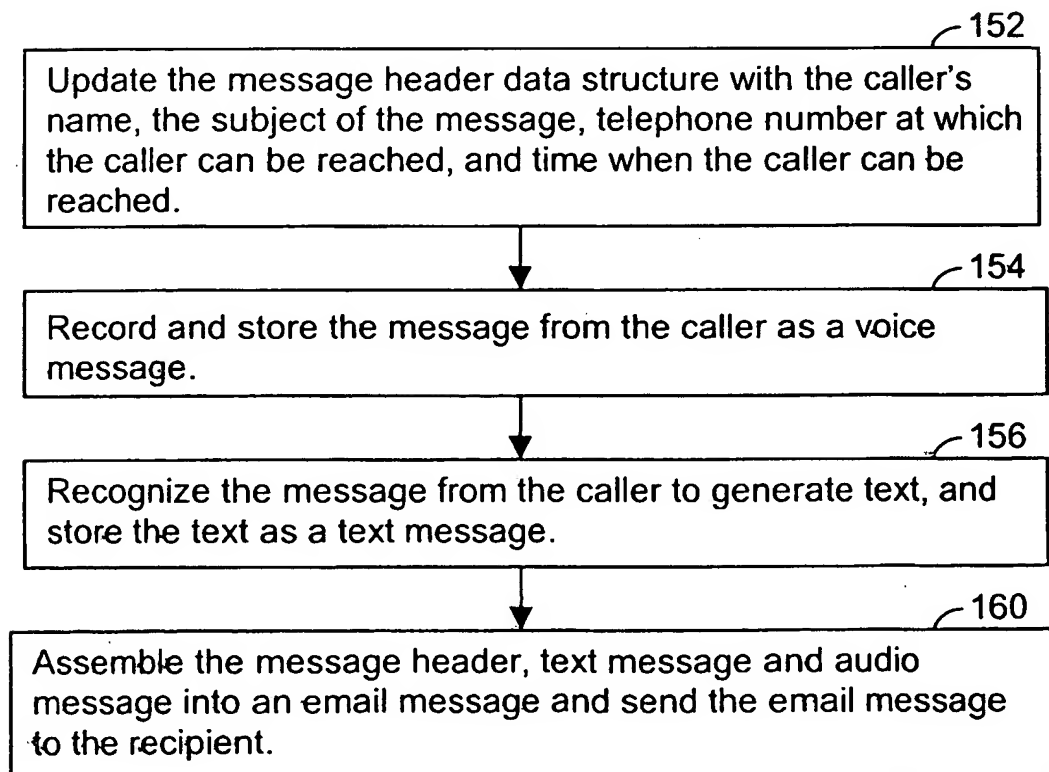 152
Update the message header data structure with the caller's
name, the subject of the message, telephone number at which
the caller can be reached, and time when the caller can be
reached.
154
Record and store the message from the caller as a voice
message.
156
Recognize the message from the caller to generate text, and
store the text as a text message.
160
Assemble the message header, text message and audio
message into an email message and send the email message
to the recipient.